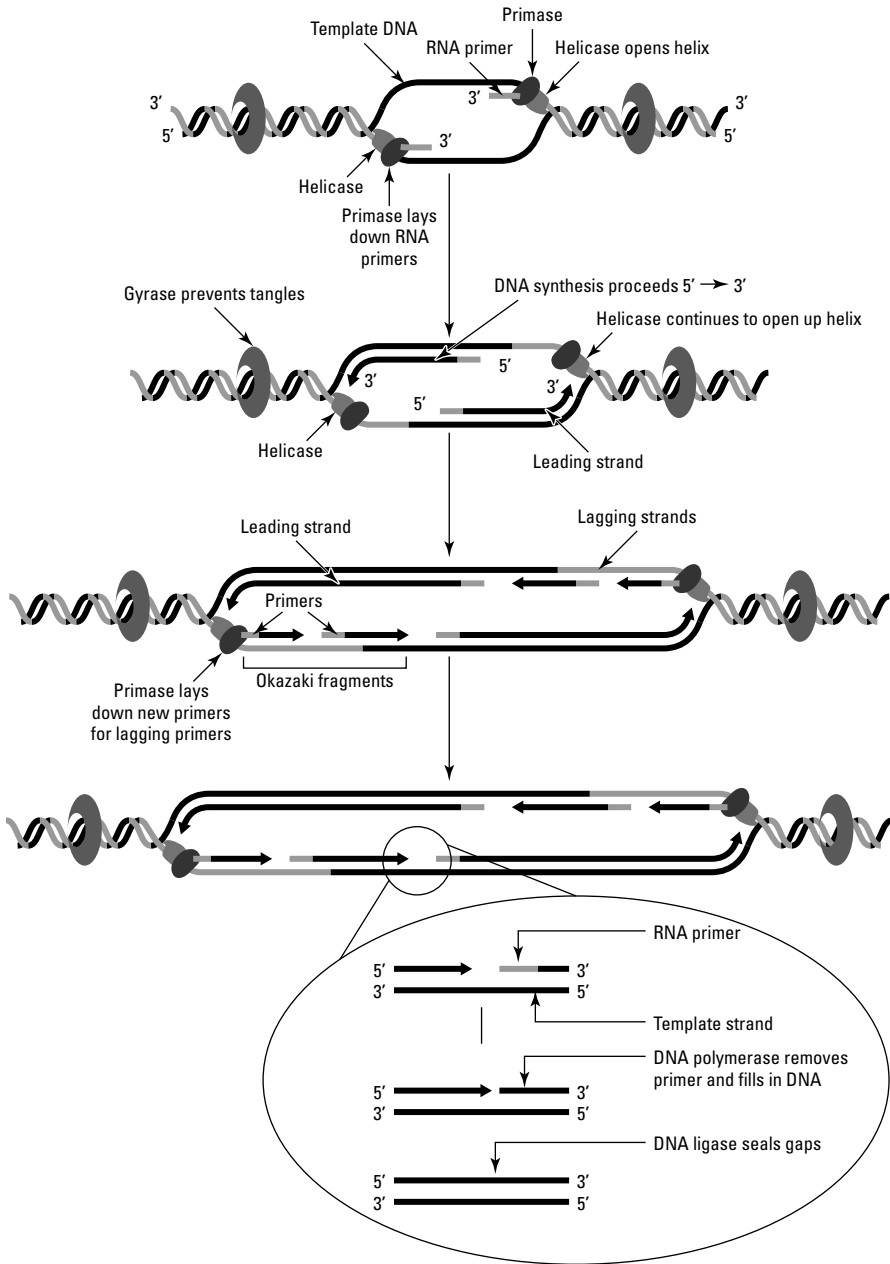 Primase
Template DNA
RNA primer
Helicase opens helix
3′
3′
3′
5′
5′
3′
Helicase
Primase lays
down RNA
primers
DNA synthesis proceeds 5′ → 3′
Gyrase prevents tangles
Helicase continues to open up helix
5′
3′
3′
5′
Helicase
Leading strand
Leading strand
Lagging strands
Primers
Okazaki fragments
Primase lays
down new primers
for lagging primers
RNA primer
5′
3′
3′
5′
Template strand
DNA polymerase removes
primer and fills in DNA
5′
3′
3′
5′
DNA ligase seals gaps
5′
3′
3′
5′